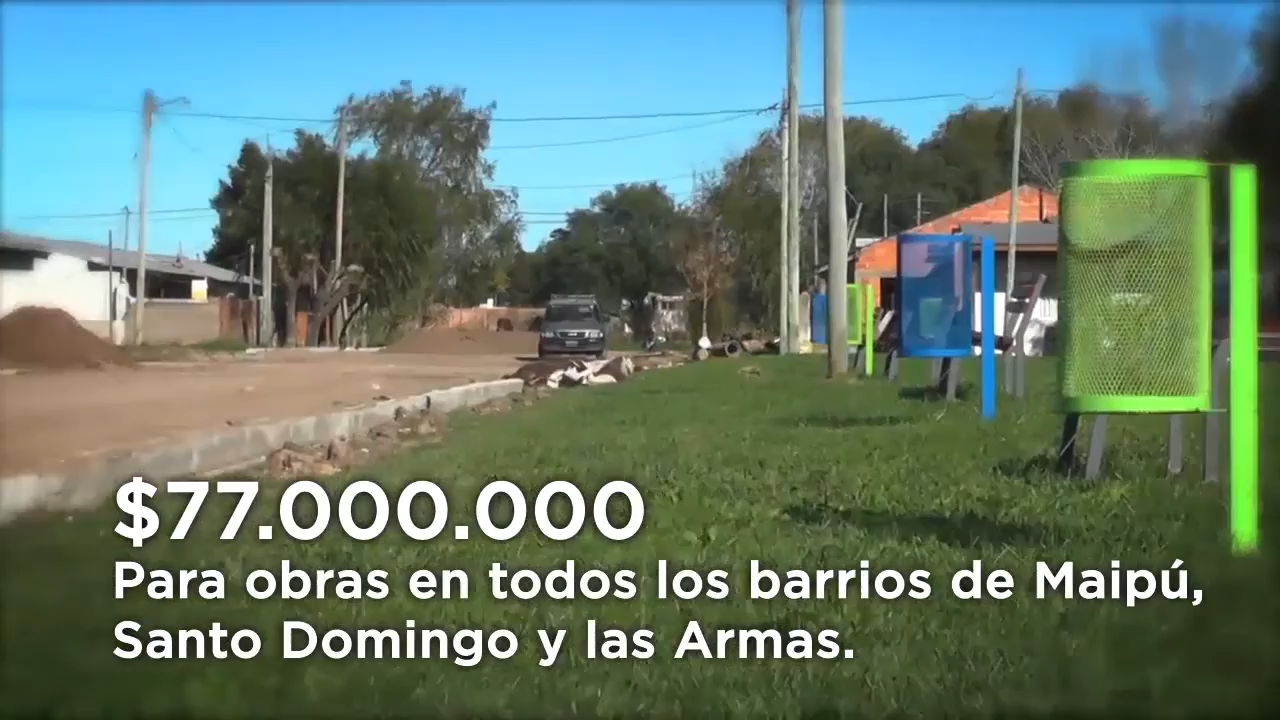 $77.000.000
Para obras en todos los barrios de Maipú,
Santo Domingo y las Armas.